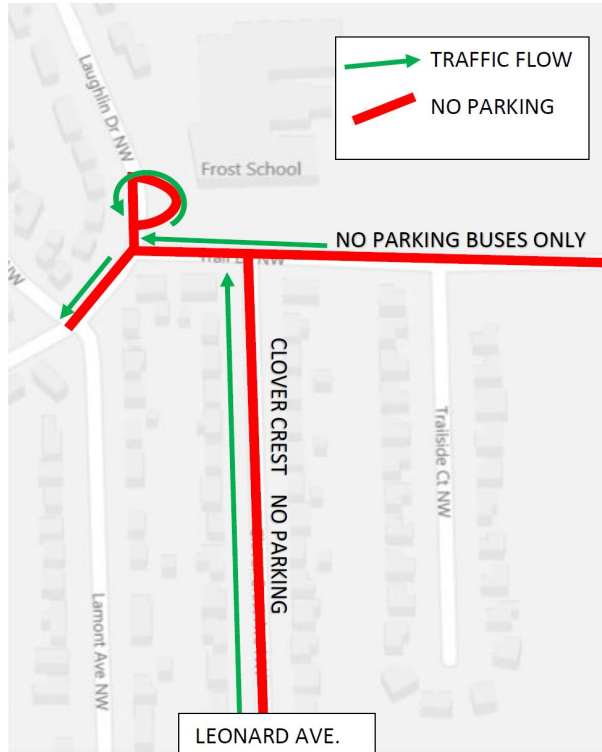 TRAFFIC FLOW
NO PARKING
Laughlin Dr NW
Frost School
NO PARKING BUSES ONLY
NW
CLOVER CREST NO PARKING
Trailside Ct NW
Lamont Ave NW
LEONARD AVE.